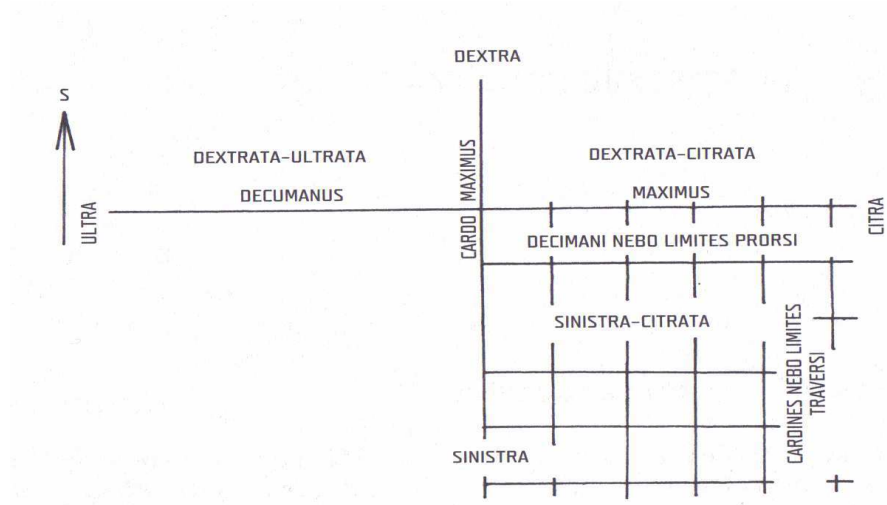 DEXTRA
S
DEXTRATA-ULTRATA
DEXTRATA-CITRATA
DECUMANUS
MAXIMUS
ULTRA
CARDO MAXIMUS
CITRA
DECIMANI NEBO LIMITES PRORSI
SINISTRA-CITRATA
CARDINES NEBO LIMITES
TRAVERSI
SINISTRA